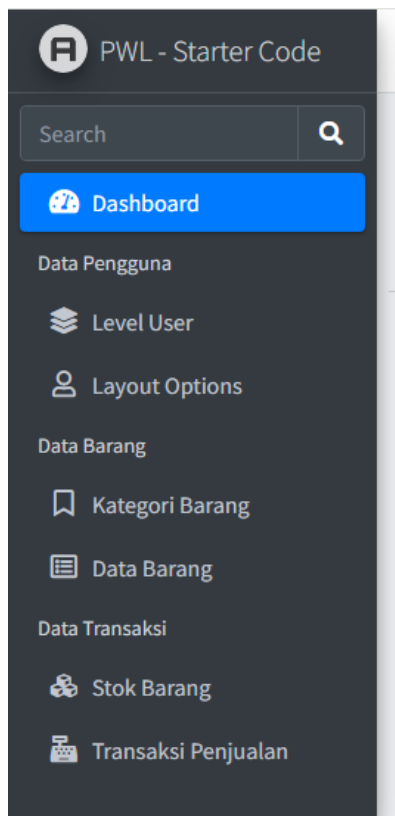 PWL - Starter Code
Search
Dashboard
Data Pengguna
Level User
Layout Options
Data Barang
Kategori Barang
Data Barang
Data Transaksi
Stok Barang
Transaksi Penjualan